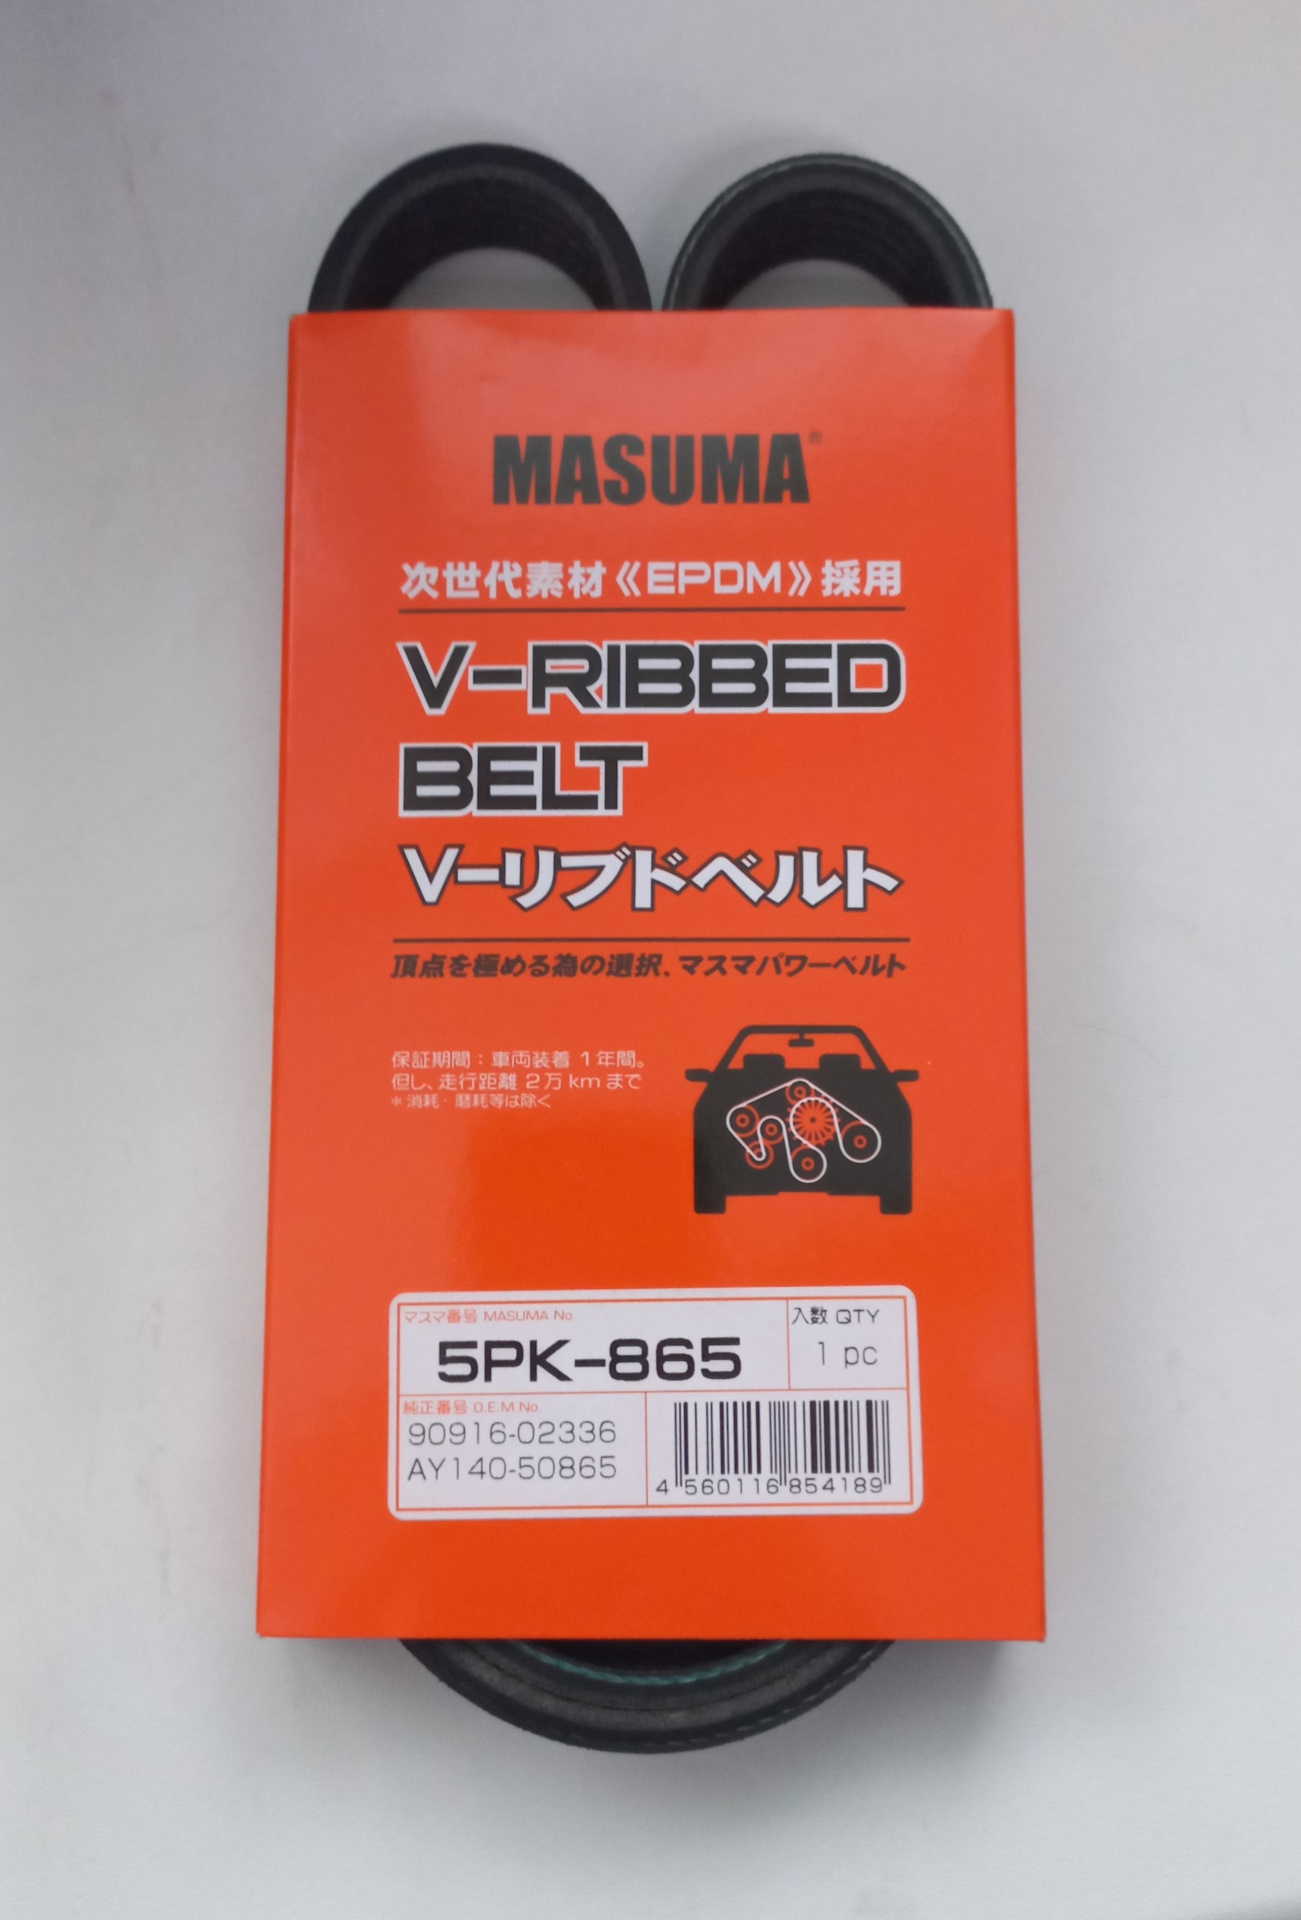 MASUMA®
次世代素材《EPDM》採用
V-RIBBED
BELT
V-リブドベルト
頂点を極める為の選択、マスマパワーベルト
保証期間：車両装着 1年間。
但し、走行距離 2万kmまで
＊消耗・磨耗等は除く
マスマ番号 MASUMA No.
入数 QTY
5PK-865
1 pc
純正番号 O.E.M.No.
90916-02336
AY140-50865
4 560116 854189